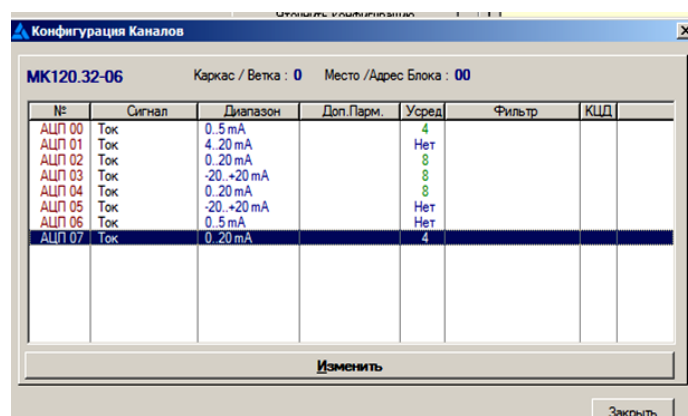 Уточнить конфигурацию
Конфигурация Каналов
МК120.32-06 Каркас / Ветка : 0 Место /Адрес Блока : 00
№ Сигнал Диапазон Доп.Парм. Усред Фильтр КЦД
АЦП 00 Ток 0..5 mA 4
АЦП 01 Ток 4..20 mA Нет
АЦП 02 Ток 0..20 mA 8
АЦП 03 Ток -20..+20 mA 8
АЦП 04 Ток 0..20 mA 8
АЦП 05 Ток -20..+20 mA Нет
АЦП 06 Ток 0..5 mA Нет
АЦП 07 Ток 0..20 mA 4
Изменить
Закрыть